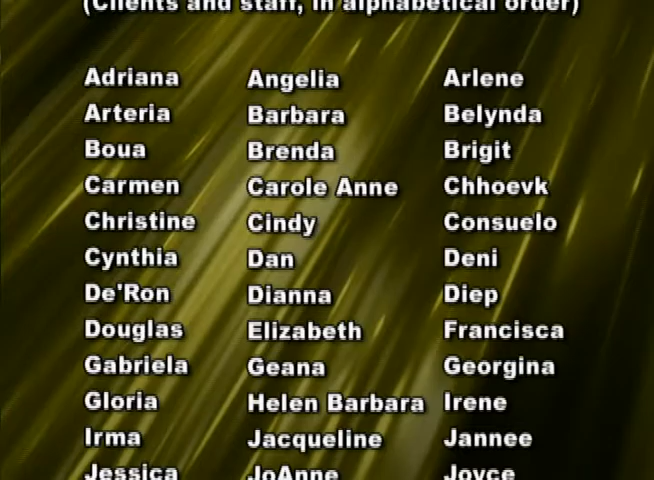 (Clients and staff, in alphabetical order)
Adriana Angelia Arlene
Arteria Barbara Belynda
Boua Brenda Brigit
Carmen Carole Anne Chhoevk
Christine Cindy Consuelo
Cynthia Dan Deni
De'Ron Dianna Diep
Douglas Elizabeth Francisca
Gabriela Geana Georgina
Gloria Helen Barbara Irene
Irma Jacqueline Jannee
Jessica JoAnne Joyce